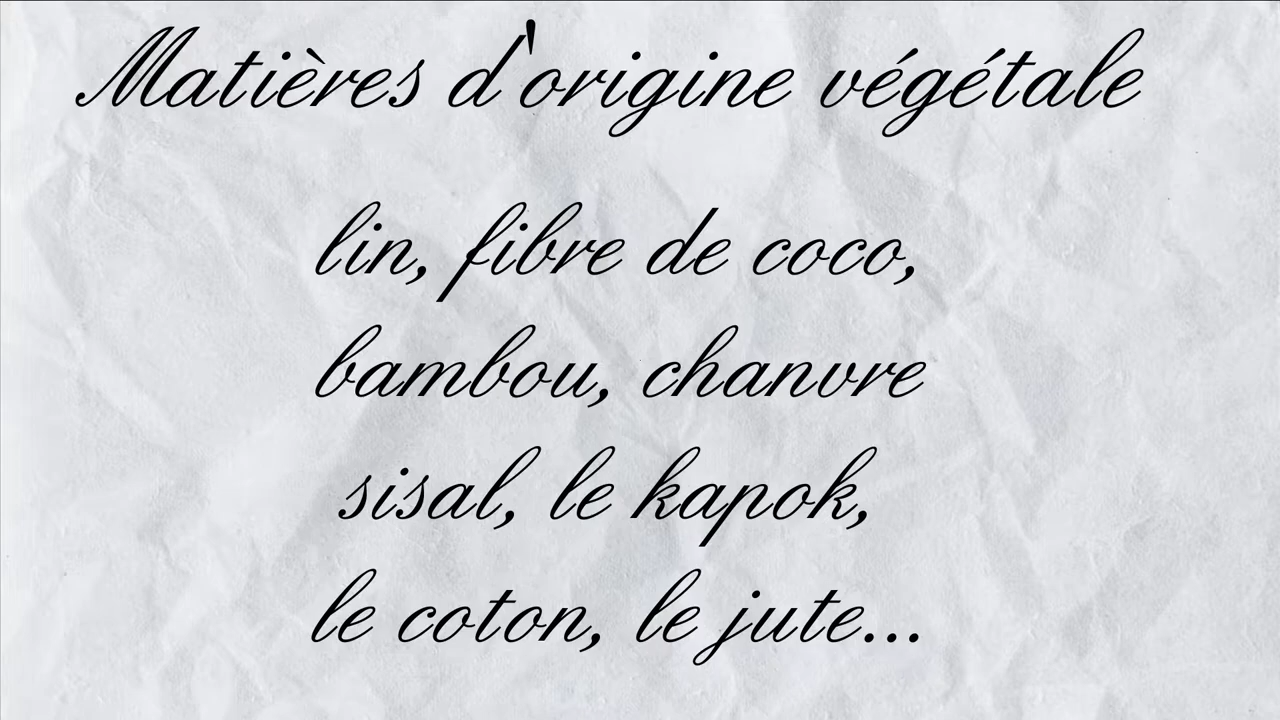 Matières d'origine végétale
lin, fibre de coco,
bambou, chanvre
sisal, le kapok,
le coton, le jute...